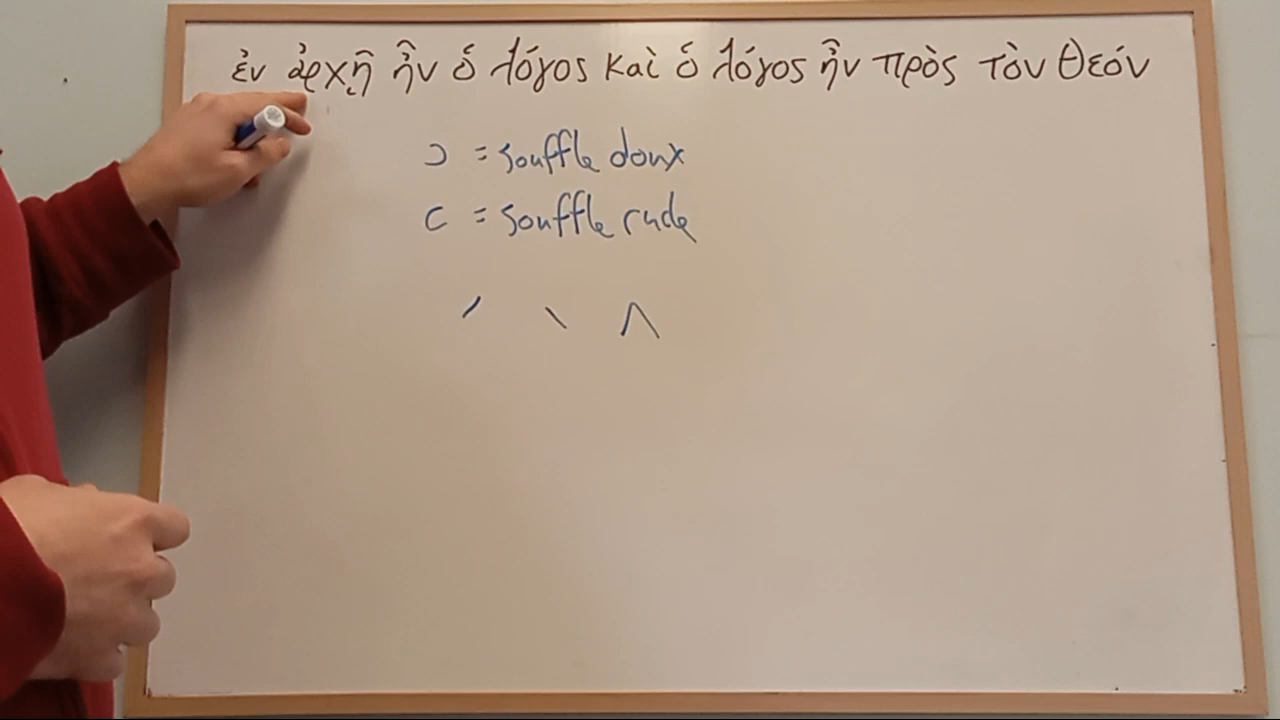 ἐν ἀρχῇ ἦν ὁ λόγος καὶ ὁ λόγος ἦν πρὸς τὸν θεόν
Ɔ = souffle doux
C = souffle rude
´ ` ^